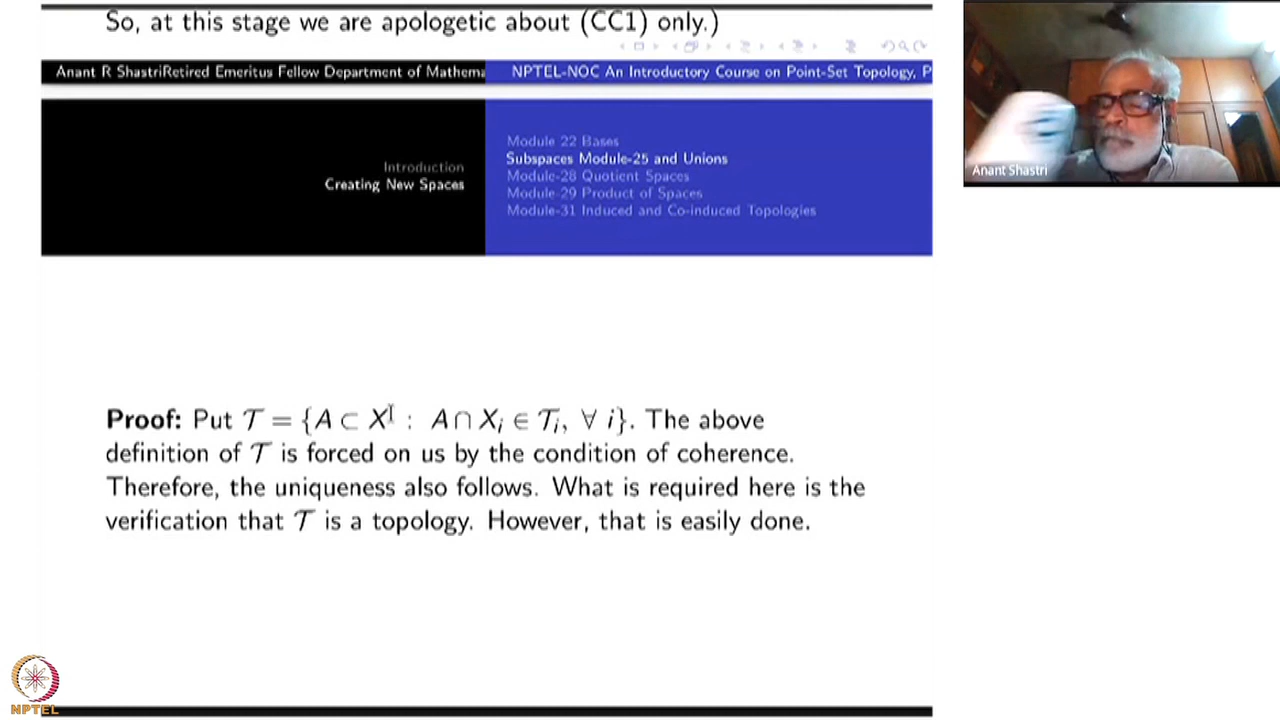 So, at this stage we are apologetic about (CC1) only.)
Anant R ShastriRetired Emeritus Fellow Department of Mathema
NPTEL-NOC An Introductory Course on Point-Set Topology, P
Introduction
Creating New Spaces
Module 22 Bases
Subspaces Module-25 and Unions
Module-28 Quotient Spaces
Module-29 Product of Spaces
Module-31 Induced and Co-induced Topologies
Proof: Put 𝒯 = {A ⊂ X : A ∩ Xᵢ ∈ 𝒯ᵢ, ∀ i}. The above
definition of 𝒯 is forced on us by the condition of coherence.
Therefore, the uniqueness also follows. What is required here is the
verification that 𝒯 is a topology. However, that is easily done.
Anant Shastri
NPTEL